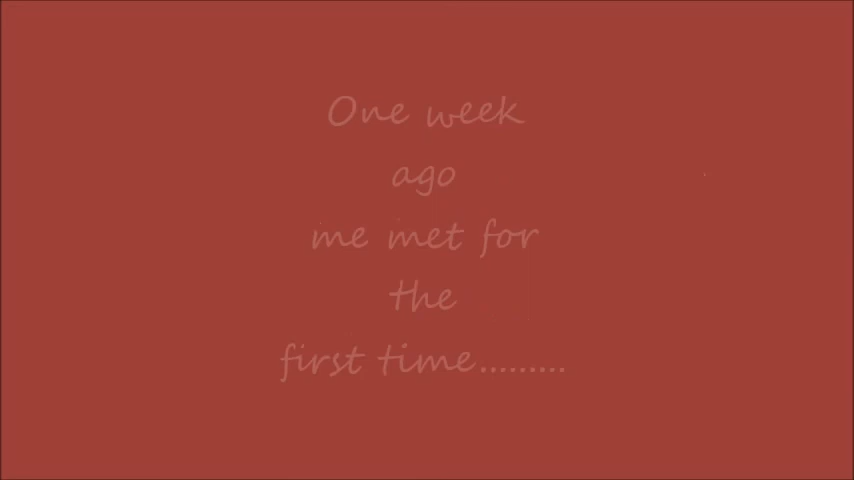 One week
ago
me met for
the
first time.........